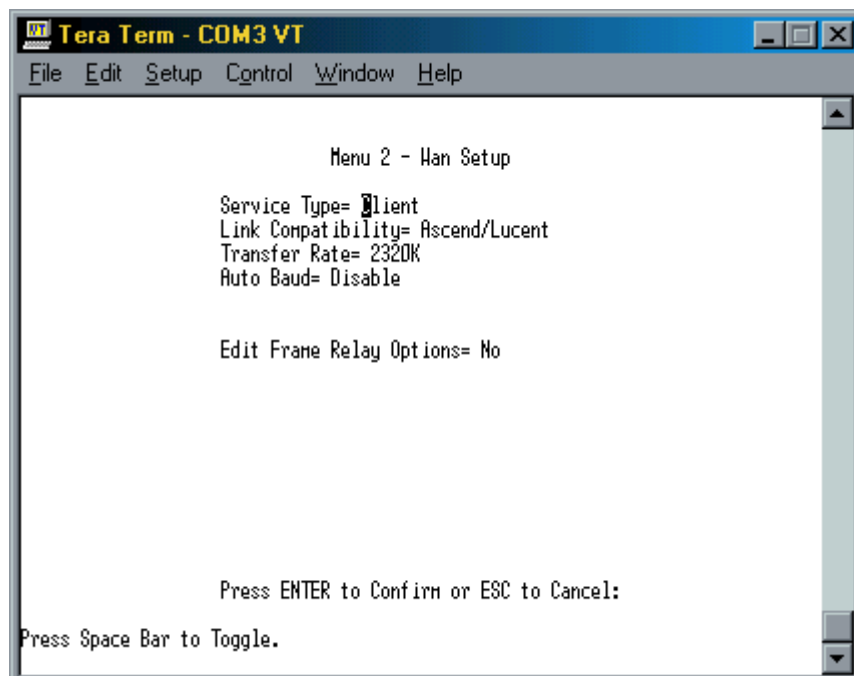 Tera Term - COM3 VT
File Edit Setup Control Window Help
Menu 2 - Wan Setup
Service Type= Client
Link Compatibility= Ascend/Lucent
Transfer Rate= 2320K
Auto Baud= Disable
Edit Frame Relay Options= No
Press ENTER to Confirm or ESC to Cancel:
Press Space Bar to Toggle.